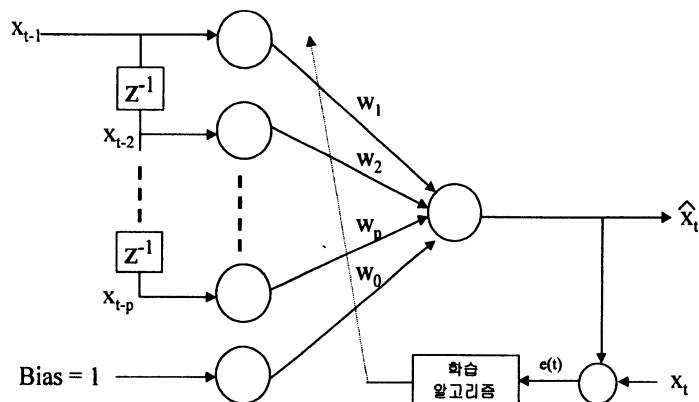 x_{t-1}
Z^{-1}
w_1
x_{t-2}
w_2
x̂_t
w_p
Z^{-1}
w_0
x_{t-p}
Bias = 1
학습
알고리즘
e(t)
x_t